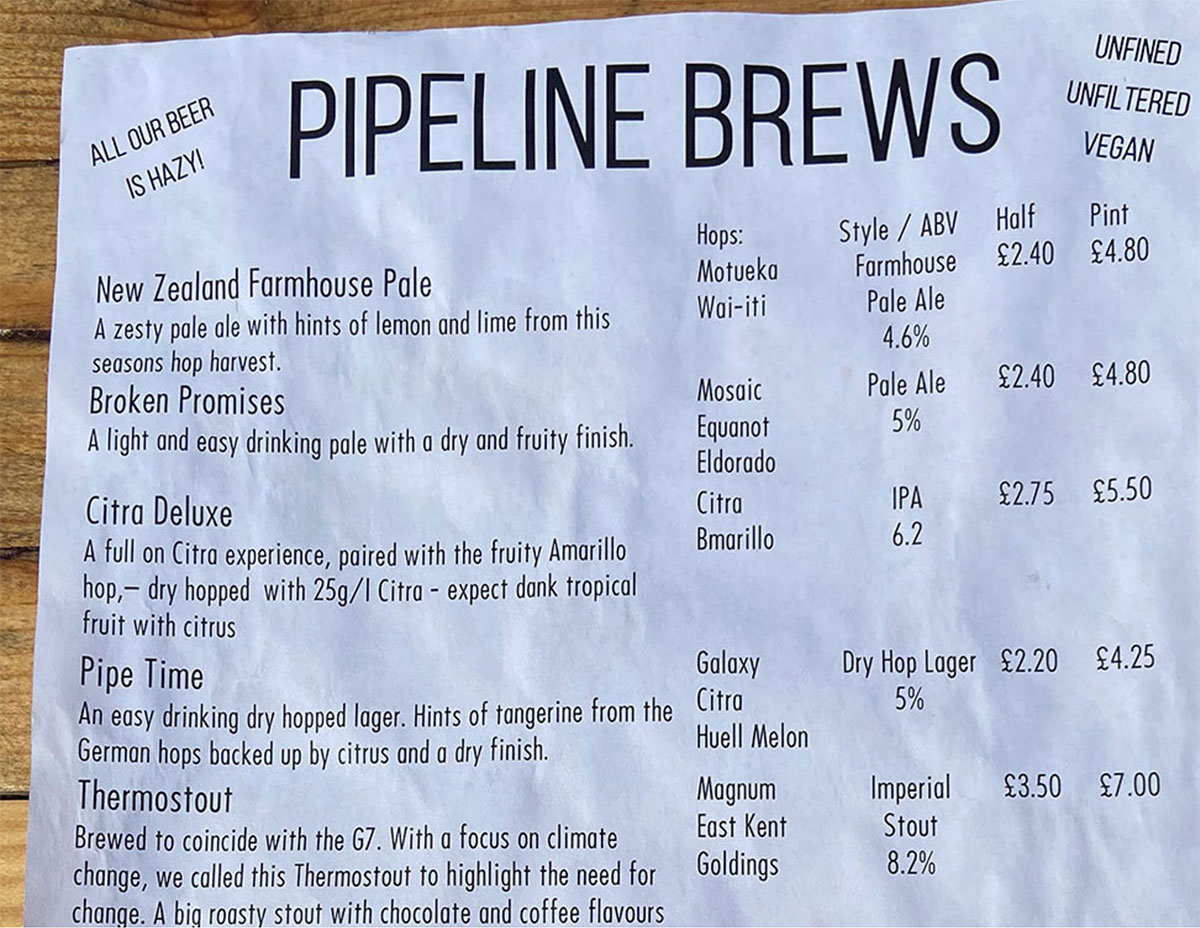 ALL OUR BEER
IS HAZY!
PIPELINE BREWS
UNFINED
UNFILTERED
VEGAN
Hops: Style / ABV Half Pint
New Zealand Farmhouse Pale
A zesty pale ale with hints of lemon and lime from this
seasons hop harvest.
Motueka
Wai-iti
Farmhouse
Pale Ale
4.6%
£2.40 £4.80
Broken Promises
A light and easy drinking pale with a dry and fruity finish.
Mosaic
Equanot
Eldorado
Pale Ale
5%
£2.40 £4.80
Citra Deluxe
A full on Citra experience, paired with the fruity Amarillo
hop,– dry hopped with 25g/l Citra - expect dank tropical
fruit with citrus
Citra
Bmarillo
IPA
6.2
£2.75 £5.50
Pipe Time
An easy drinking dry hopped lager. Hints of tangerine from the
German hops backed up by citrus and a dry finish.
Galaxy
Citra
Huell Melon
Dry Hop Lager
5%
£2.20 £4.25
Thermostout
Brewed to coincide with the G7. With a focus on climate
change, we called this Thermostout to highlight the need for
change. A big roasty stout with chocolate and coffee flavours
Magnum
East Kent
Goldings
Imperial
Stout
8.2%
£3.50 £7.00